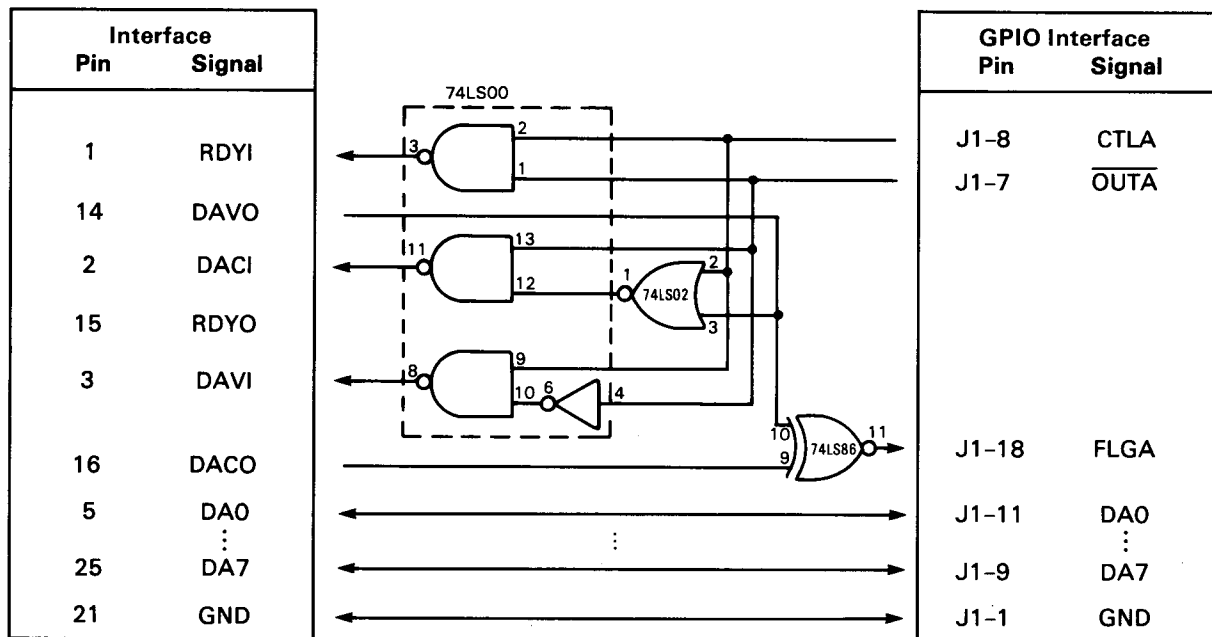 Interface
Pin Signal
1 RDYI
14 DAVO
2 DACI
15 RDYO
3 DAVI
16 DACO
5 DA0
⋮
25 DA7
21 GND
74LS00
3
2
1
11
13
12
1
74LS02
2
3
8
9
10
6
4
10
9
74LS86
11
⋮
GPIO Interface
Pin Signal
J1-8 CTLA
J1-7 O̅U̅T̅A̅
J1-18 FLGA
J1-11 DA0
⋮
J1-9 DA7
J1-1 GND